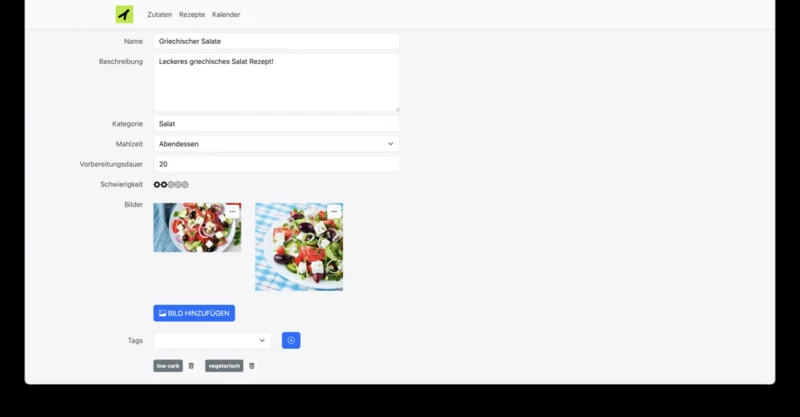 Zutaten Rezepte Kalender
Name Griechischer Salate
Beschreibung Leckeres griechisches Salat Rezept!
Kategorie Salat
Mahlzeit Abendessen
Vorbereitungsdauer 20
Schwierigkeit
Bilder
BILD HINZUFÜGEN
Tags
low carb vegetarisch